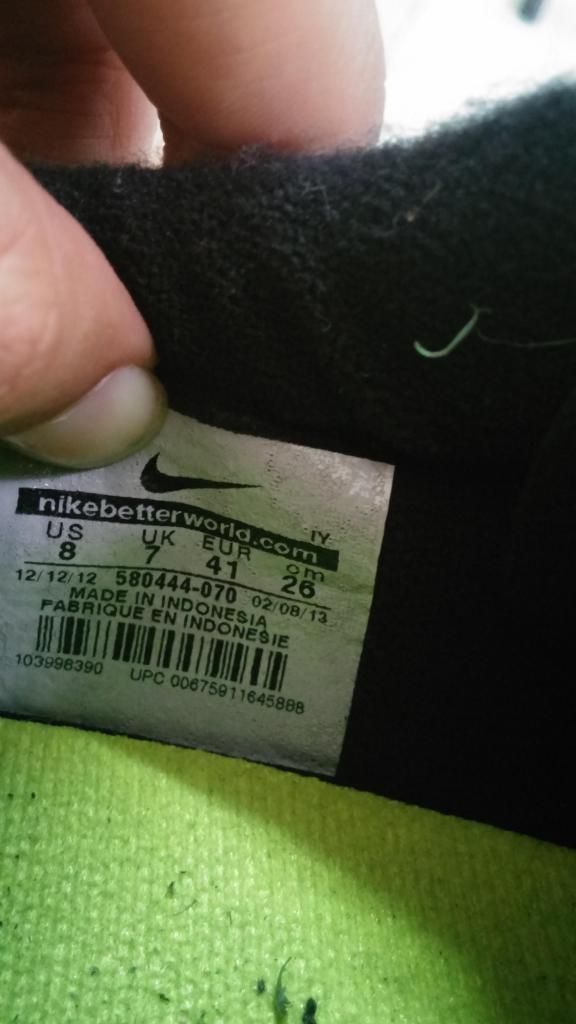 nikebetterworld.com
IY
US UK EUR cm
8 7 41 26
12/12/12 580444-070 02/08/13
MADE IN INDONESIA
FABRIQUE EN INDONESIE
103998390 UPC 00675911645888